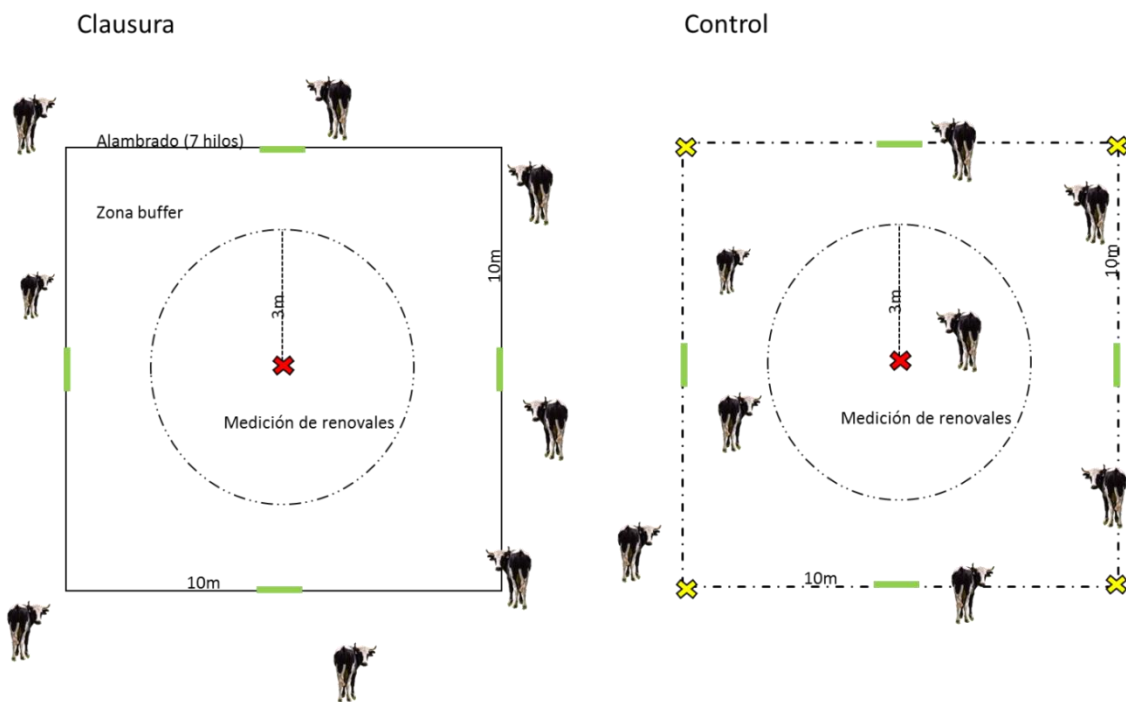 Clausura
Alambrado (7 hilos)
Zona buffer
10m
3m
Medición de renovales
10m
Control
10m
3m
Medición de renovales
10m